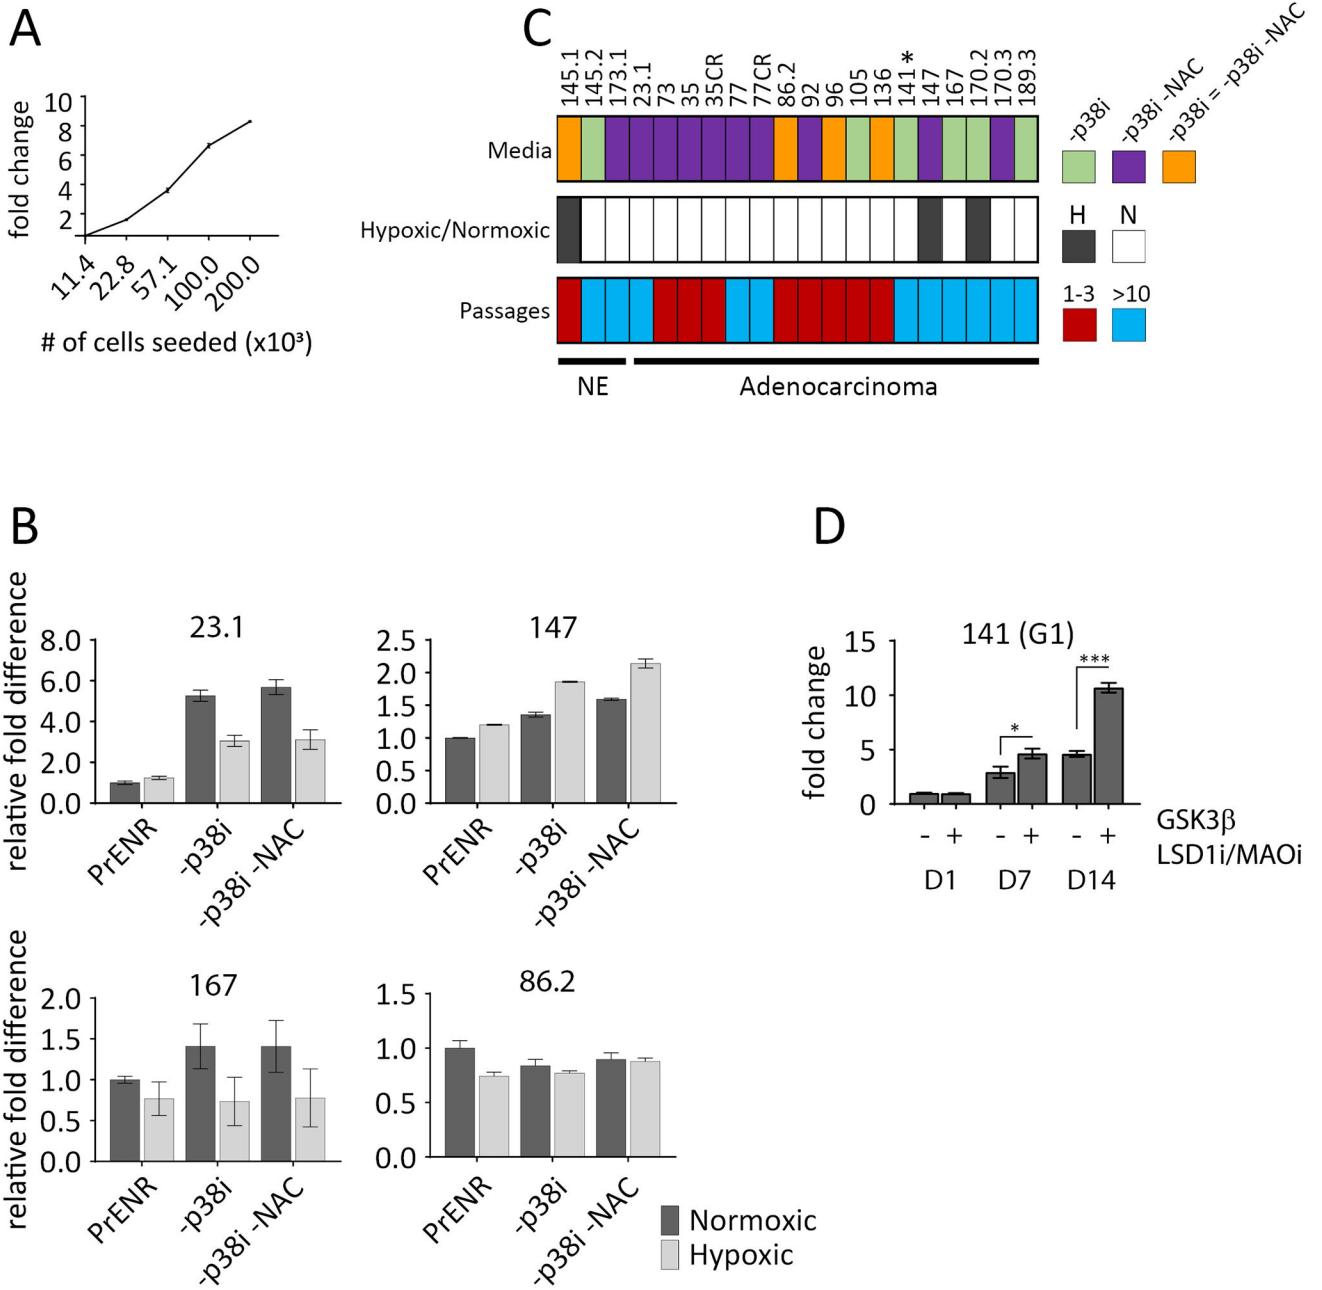 A
fold change
10
8
6
4
2
11.4
22.8
57.1
100.0
200.0
# of cells seeded (x10³)
C
145.1
145.2
173.1
23.1
73
35
35CR
77
77CR
86.2
92
96
105
136
141 *
147
167
170.2
170.3
189.3
Media
-p38i
-p38i -NAC
-p38i = -p38i -NAC
Hypoxic/Normoxic
H
N
Passages
1-3
>10
NE
Adenocarcinoma
B
relative fold difference
23.1
8.0
6.0
4.0
2.0
0.0
PrENR
-p38i
-p38i -NAC
147
2.5
2.0
1.5
1.0
0.5
0.0
PrENR
-p38i
-p38i -NAC
relative fold difference
167
2.0
1.5
1.0
0.5
0.0
PrENR
-p38i
-p38i -NAC
86.2
1.5
1.0
0.5
0.0
PrENR
-p38i
-p38i -NAC
Normoxic
Hypoxic
D
fold change
141 (G1)
15
10
5
0
*
***
- + - + - +
GSK3β
LSD1i/MAOi
D1 D7 D14